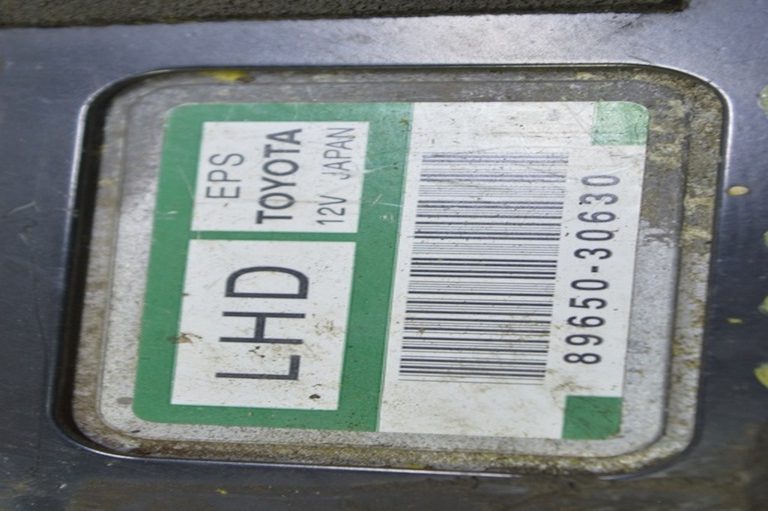 LHD
EPS
TOYOTA
12V JAPAN
89650-30630